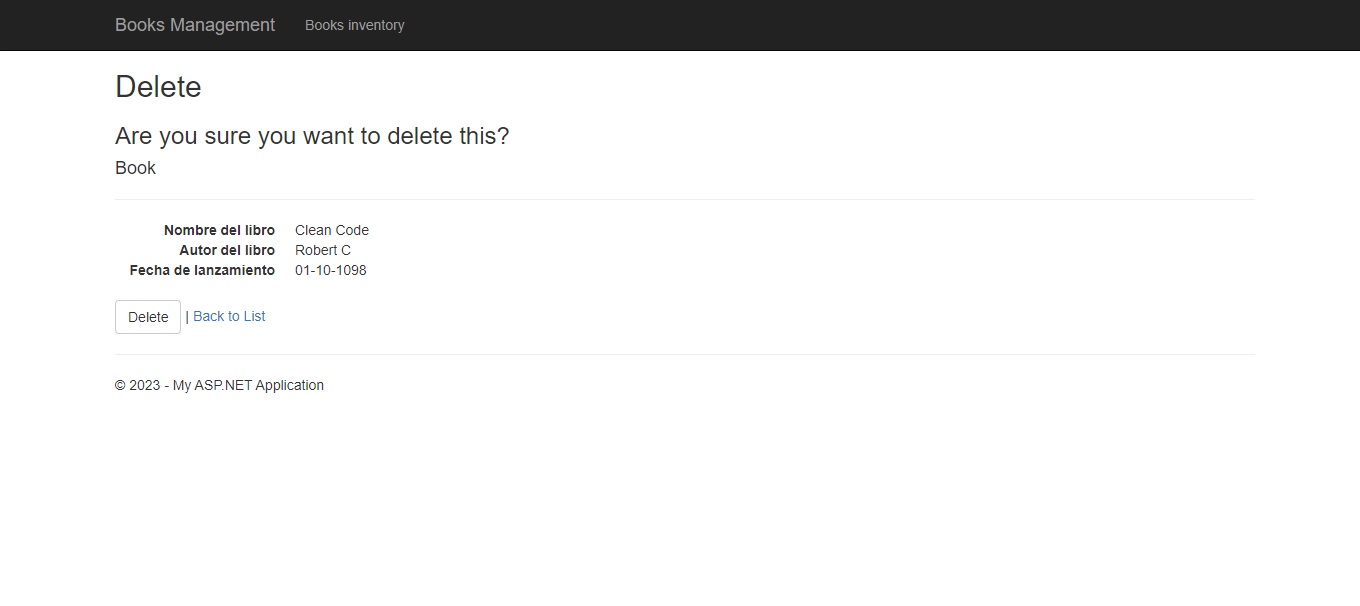 Books Management Books inventory
Delete
Are you sure you want to delete this?
Book
Nombre del libro Clean Code
Autor del libro Robert C
Fecha de lanzamiento 01-10-1098
Delete | Back to List
© 2023 - My ASP.NET Application